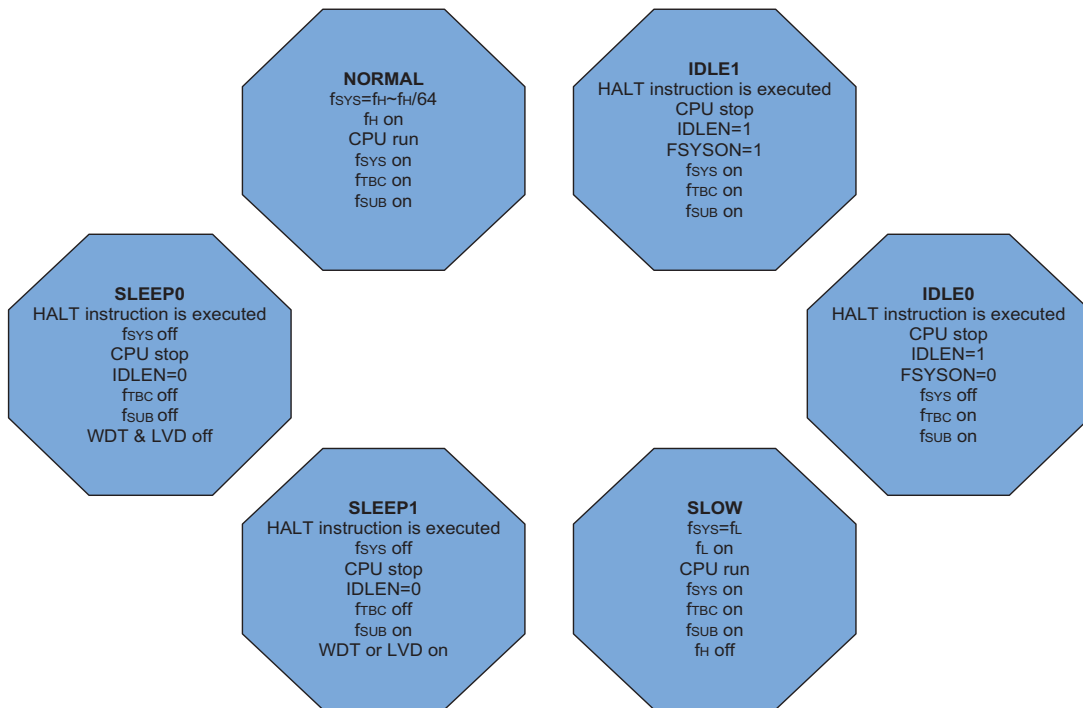 NORMAL
fSYS=fH~fH/64
fH on
CPU run
fSYS on
fTBC on
fSUB on
IDLE1
HALT instruction is executed
CPU stop
IDLEN=1
FSYSON=1
fSYS on
fTBC on
fSUB on
SLEEP0
HALT instruction is executed
fSYS off
CPU stop
IDLEN=0
fTBC off
fSUB off
WDT & LVD off
IDLE0
HALT instruction is executed
CPU stop
IDLEN=1
FSYSON=0
fSYS off
fTBC on
fSUB on
SLEEP1
HALT instruction is executed
fSYS off
CPU stop
IDLEN=0
fTBC off
fSUB on
WDT or LVD on
SLOW
fSYS=fL
fL on
CPU run
fSYS on
fTBC on
fSUB on
fH off